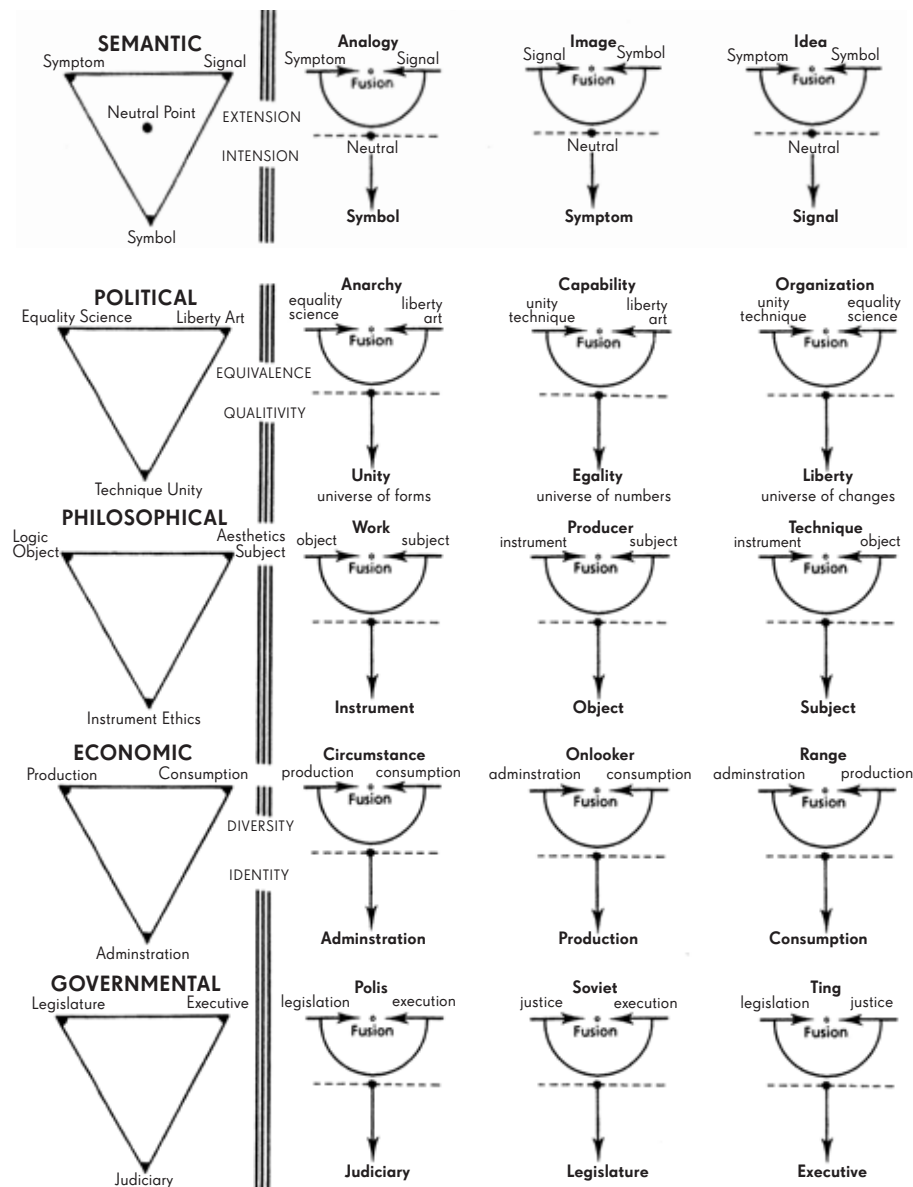 SEMANTIC
Symptom
Signal
Neutral Point
Symbol
EXTENSION
INTENSION
Analogy
Symptom
Signal
Fusion
Neutral
Symbol
Image
Signal
Symbol
Fusion
Neutral
Symptom
Idea
Symptom
Symbol
Fusion
Neutral
Signal
POLITICAL
Equality Science
Liberty Art
Technique Unity
EQUIVALENCE
QUALITIVITY
Anarchy
equality
science
liberty
art
Fusion
Unity
universe of forms
Capability
unity
technique
liberty
art
Fusion
Egality
universe of numbers
Organization
unity
technique
equality
science
Fusion
Liberty
universe of changes
PHILOSOPHICAL
Logic
Object
Aesthetics
Subject
Instrument Ethics
Work
object
subject
Fusion
Instrument
Producer
instrument
subject
Fusion
Object
Technique
instrument
object
Fusion
Subject
ECONOMIC
Production
Consumption
Adminstration
DIVERSITY
IDENTITY
Circumstance
production
consumption
Fusion
Adminstration
Onlooker
adminstration
consumption
Fusion
Production
Range
adminstration
production
Fusion
Consumption
GOVERNMENTAL
Legislature
Executive
Judiciary
Polis
legislation
execution
Fusion
Judiciary
Soviet
justice
execution
Fusion
Legislature
Ting
legislation
justice
Fusion
Executive